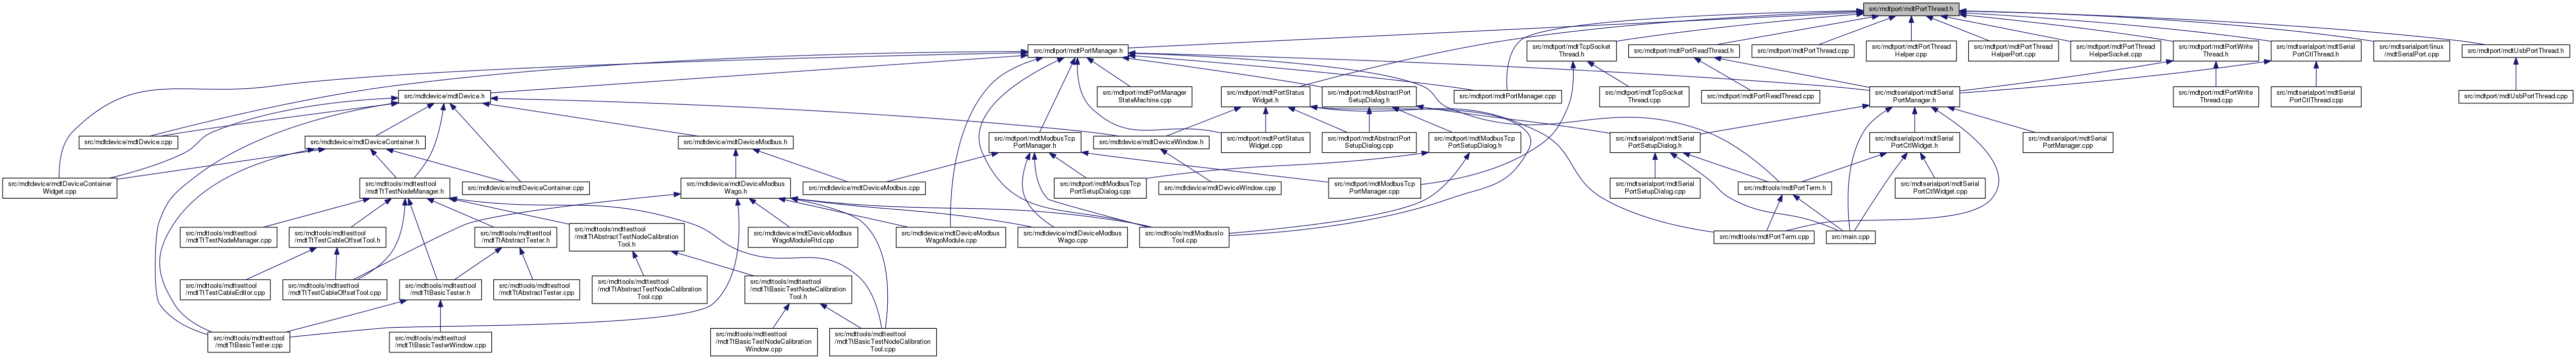 src/mdtport/mdtPortThread.h
src/mdtport/mdtPortManager.h
src/mdtport/mdtTcpSocket
Thread.h
src/mdtport/mdtPortReadThread.h
src/mdtport/mdtPortThread.cpp
src/mdtport/mdtPortThread
Helper.cpp
src/mdtport/mdtPortThread
HelperPort.cpp
src/mdtport/mdtPortThread
HelperSocket.cpp
src/mdtport/mdtPortWrite
Thread.h
src/mdtserialport/mdtSerial
PortCtlThread.h
src/mdtserialport/linux
/mdtSerialPort.cpp
src/mdtport/mdtUsbPortThread.h
src/mdtdevice/mdtDevice.h
src/mdtport/mdtPortManager
StateMachine.cpp
src/mdtport/mdtPortStatus
Widget.h
src/mdtport/mdtAbstractPort
SetupDialog.h
src/mdtport/mdtPortManager.cpp
src/mdtport/mdtTcpSocket
Thread.cpp
src/mdtport/mdtPortReadThread.cpp
src/mdtserialport/mdtSerial
PortManager.h
src/mdtport/mdtPortWrite
Thread.cpp
src/mdtserialport/mdtSerial
PortCtlThread.cpp
src/mdtport/mdtUsbPortThread.cpp
src/mdtdevice/mdtDevice.cpp
src/mdtdevice/mdtDeviceContainer.h
src/mdtdevice/mdtDeviceModbus.h
src/mdtport/mdtModbusTcp
PortManager.h
src/mdtdevice/mdtDeviceWindow.h
src/mdtport/mdtPortStatus
Widget.cpp
src/mdtport/mdtAbstractPort
SetupDialog.cpp
src/mdtport/mdtModbusTcp
PortSetupDialog.h
src/mdtserialport/mdtSerial
PortSetupDialog.h
src/mdtserialport/mdtSerial
PortCtlWidget.h
src/mdtserialport/mdtSerial
PortManager.cpp
src/mdtdevice/mdtDeviceContainer
Widget.cpp
src/mdttools/mdttesttool
/mdtTtTestNodeManager.h
src/mdtdevice/mdtDeviceContainer.cpp
src/mdtdevice/mdtDeviceModbus
Wago.h
src/mdtdevice/mdtDeviceModbus.cpp
src/mdtport/mdtModbusTcp
PortSetupDialog.cpp
src/mdtdevice/mdtDeviceWindow.cpp
src/mdtport/mdtModbusTcp
PortManager.cpp
src/mdtserialport/mdtSerial
PortSetupDialog.cpp
src/mdttools/mdtPortTerm.h
src/mdtserialport/mdtSerial
PortCtlWidget.cpp
src/mdttools/mdttesttool
/mdtTtTestNodeManager.cpp
src/mdttools/mdttesttool
/mdtTtTestCableOffsetTool.h
src/mdttools/mdttesttool
/mdtTtAbstractTester.h
src/mdttools/mdttesttool
/mdtTtAbstractTestNodeCalibration
Tool.h
src/mdtdevice/mdtDeviceModbus
WagoModuleRtd.cpp
src/mdtdevice/mdtDeviceModbus
WagoModule.cpp
src/mdtdevice/mdtDeviceModbus
Wago.cpp
src/mdttools/mdtModbusIo
Tool.cpp
src/mdttools/mdtPortTerm.cpp
src/main.cpp
src/mdttools/mdttesttool
/mdtTtTestCableEditor.cpp
src/mdttools/mdttesttool
/mdtTtTestCableOffsetTool.cpp
src/mdttools/mdttesttool
/mdtTtBasicTester.h
src/mdttools/mdttesttool
/mdtTtAbstractTester.cpp
src/mdttools/mdttesttool
/mdtTtAbstractTestNodeCalibration
Tool.cpp
src/mdttools/mdttesttool
/mdtTtBasicTestNodeCalibration
Tool.h
src/mdttools/mdttesttool
/mdtTtBasicTester.cpp
src/mdttools/mdttesttool
/mdtTtBasicTesterWindow.cpp
src/mdttools/mdttesttool
/mdtTtBasicTestNodeCalibration
Window.cpp
src/mdttools/mdttesttool
/mdtTtBasicTestNodeCalibration
Tool.cpp